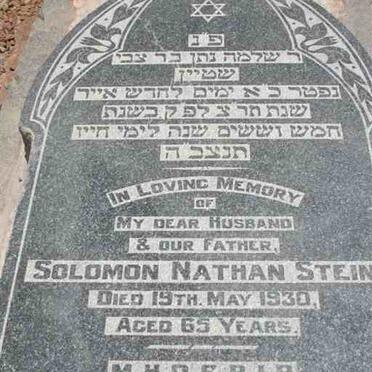 פ״נ
ר שלמה נתן בר צבי
שטיין
נפטר כ א ימים לחדש אייר
שנת תר צ לפ ק בשנת
חמש וששים שנה לימי חייו
תנצב״ה
IN LOVING MEMORY
OF
MY DEAR HUSBAND
& OUR FATHER,
SOLOMON NATHAN STEIN
DIED 19TH. MAY 1930,
AGED 65 YEARS.
M.H.D.S.R.I.P.